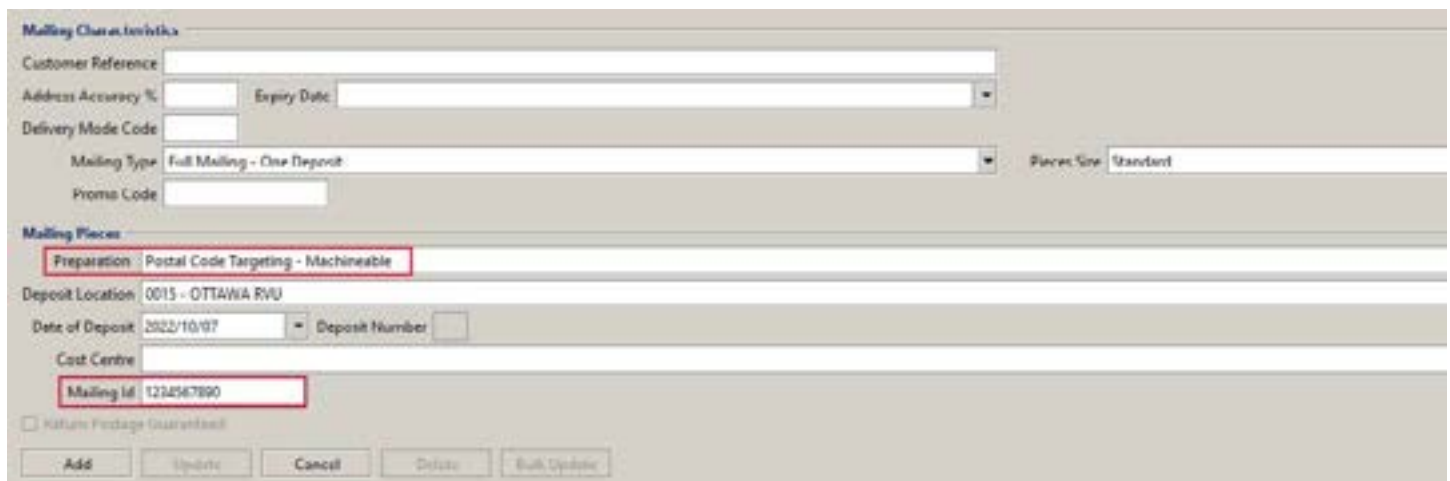 Mailing Characteristics
Customer Reference
Address Accuracy % Expiry Date
Delivery Mode Code
Mailing Type Full Mailing - One Deposit Pieces Size Standard
Promo Code
Mailing Pieces
Preparation Postal Code Targeting - Machineable
Deposit Location 0015 - OTTAWA RVU
Date of Deposit 2022/10/07 Deposit Number
Cost Centre
Mailing Id 1234567890
Return Postage Guaranteed
Add Update Cancel Delete Bulk Update